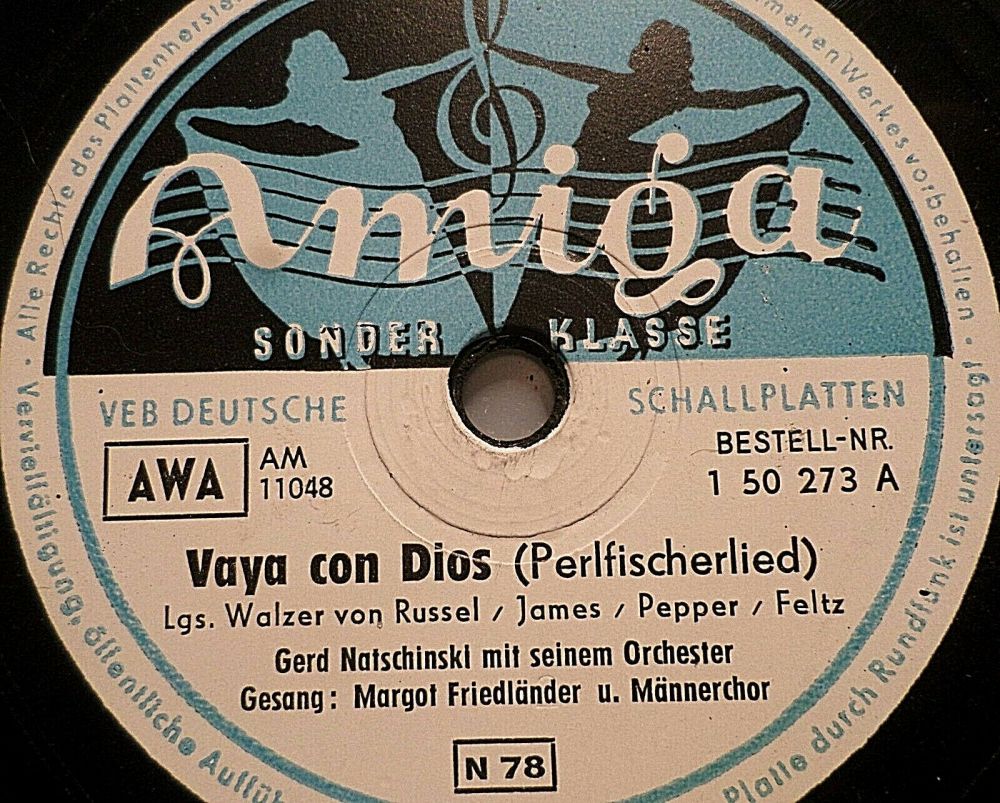 Amiga
SONDER KLASSE
VEB DEUTSCHE SCHALLPLATTEN
AWA
AM
11048
BESTELL-NR.
1 50 273 A
Vaya con Dios (Perlfischerlied)
Lgs. Walzer von Russel / James / Pepper / Feltz
Gerd Natschinski mit seinem Orchester
Gesang: Margot Friedländer u. Männerchor
N 78
Alle Rechte des Plattenherstel
Werkes vorbehalten · 
Vervielfältigung, öffentliche
Platte durch Rundfunk ist untersagt ·